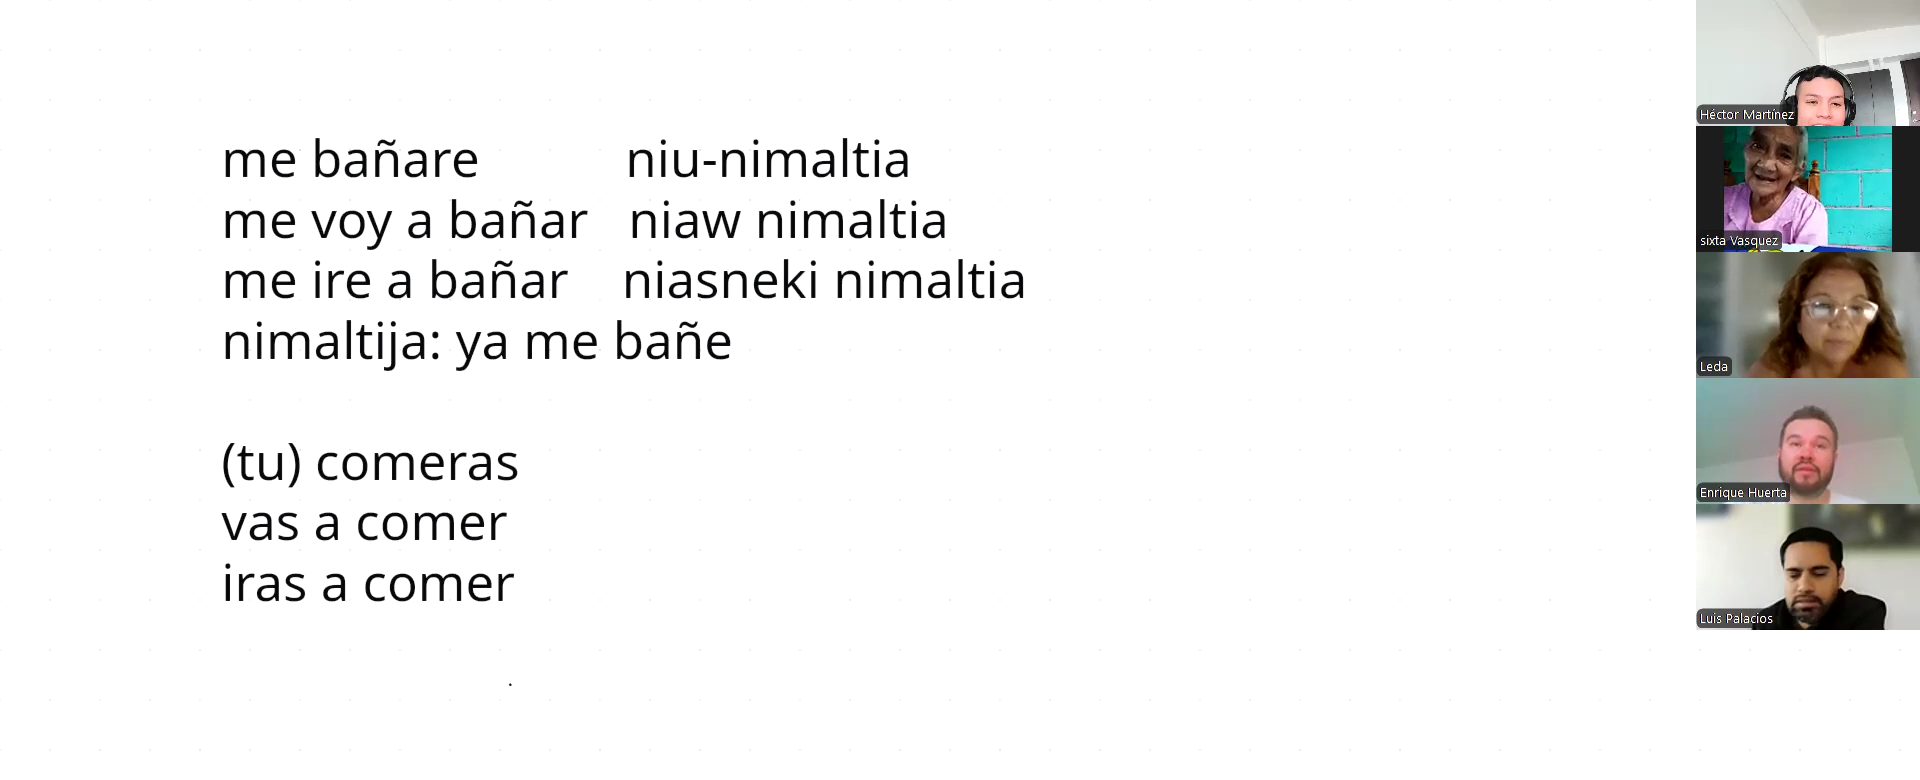 me bañare niu-nimaltia
me voy a bañar niaw nimaltia
me ire a bañar niasneki nimaltia
nimaltija: ya me bañe
(tu) comeras
vas a comer
iras a comer
Héctor Martínez
sixta Vasquez
Leda
Enrique Huerta
Luis Palacios